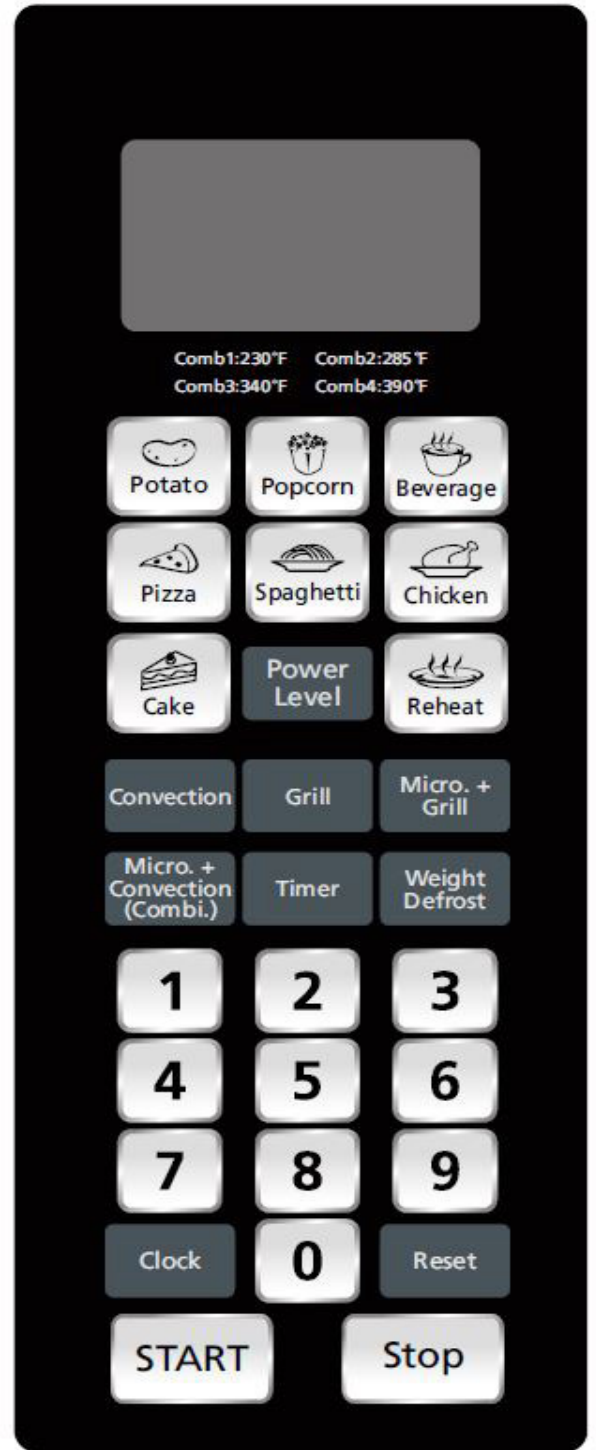 Comb1:230°F Comb2:285°F
Comb3:340°F Comb4:390°F
Potato Popcorn Beverage
Pizza Spaghetti Chicken
Cake Power Level Reheat
Convection Grill Micro. + Grill
Micro. + Convection (Combi.) Timer Weight Defrost
1 2 3
4 5 6
7 8 9
Clock 0 Reset
START Stop